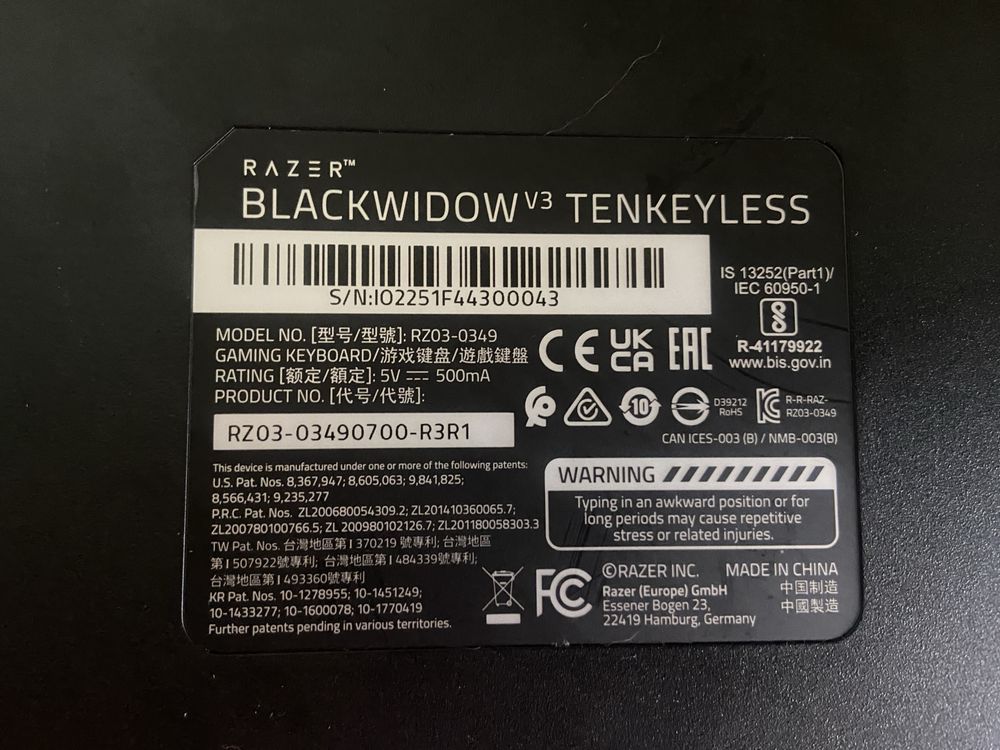 RAZER™
BLACKWIDOW V3 TENKEYLESS
S/N:IO2251F44300043
IS 13252(Part1)/
IEC 60950-1
R-41179922
www.bis.gov.in
MODEL NO. [型号/型號]: RZ03-0349
GAMING KEYBOARD/游戏键盘/遊戲鍵盤
RATING [额定/額定]: 5V ⎓ 500mA
PRODUCT NO. [代号/代號]:
RZ03-03490700-R3R1
CE UK CA EAC
10
D39212
RoHS
R-R-RAZ-
RZ03-0349
CAN ICES-003 (B) / NMB-003(B)
This device is manufactured under one or more of the following patents:
U.S. Pat. Nos. 8,367,947; 8,605,063; 9,841,825;
8,566,431; 9,235,277
P.R.C. Pat. Nos. ZL200680054309.2; ZL201410360065.7;
ZL200780100766.5; ZL 200980102126.7; ZL201180058303.3
TW Pat. Nos. 台灣地區第 I 370219 號專利; 台灣地區
第 I 507922號專利; 台灣地區第 I 484339號專利;
台灣地區第 I 493360號專利
KR Pat. Nos. 10-1278955; 10-1451249;
10-1433277; 10-1600078; 10-1770419
Further patents pending in various territories.
WARNING
Typing in an awkward position or for
long periods may cause repetitive
stress or related injuries.
FC
©RAZER INC. MADE IN CHINA
Razer (Europe) GmbH
Essener Bogen 23,
22419 Hamburg, Germany
中国制造
中國製造